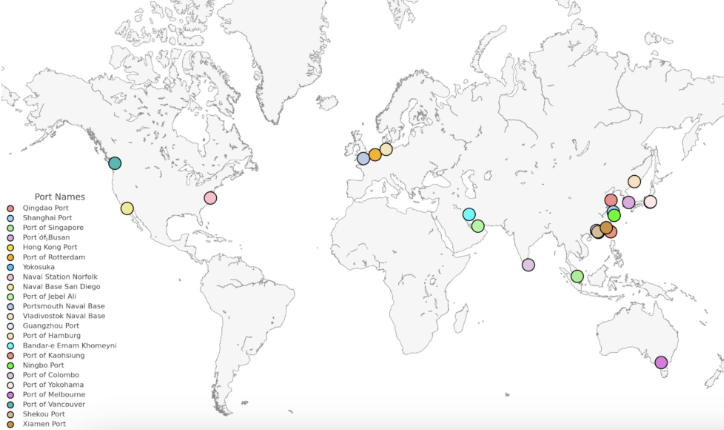 Port Names
Qingdao Port
Shanghai Port
Port of Singapore
Port of Busan
Hong Kong Port
Port of Rotterdam
Yokosuka
Naval Station Norfolk
Naval Base San Diego
Port of Jebel Ali
Portsmouth Naval Base
Vladivostok Naval Base
Guangzhou Port
Port of Hamburg
Bandar-e Emam Khomeyni
Port of Kaohsiung
Ningbo Port
Port of Colombo
Port of Yokohama
Port of Melbourne
Port of Vancouver
Shekou Port
Xiamen Port